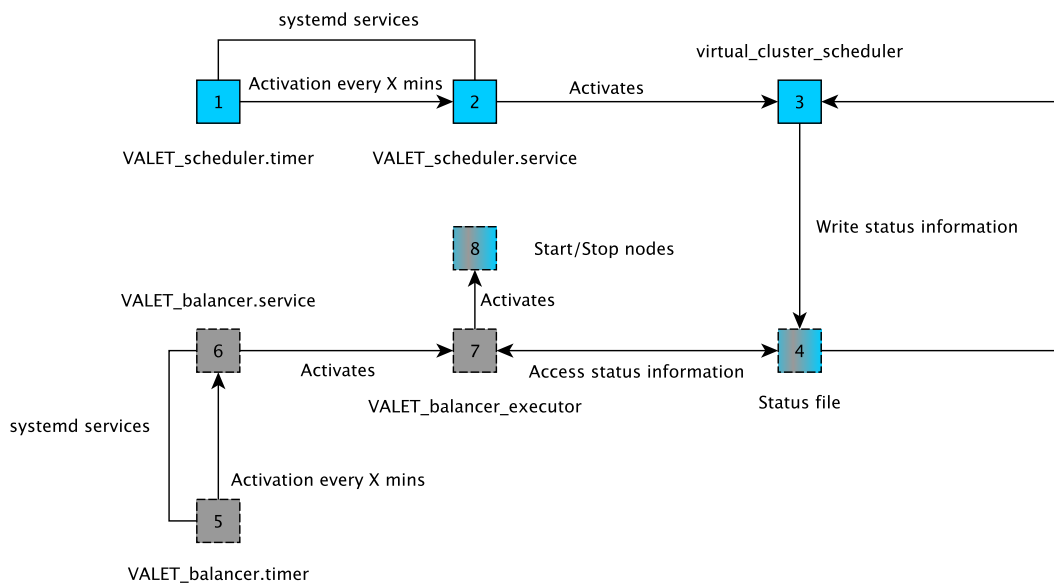 systemd services
virtual_cluster_scheduler
Activation every X mins
Activates
1
2
3
VALET_scheduler.timer
VALET_scheduler.service
Write status information
8
Start/Stop nodes
VALET_balancer.service
Activates
6
7
4
Activates
Access status information
VALET_balancer_executor
Status file
systemd services
Activation every X mins
5
VALET_balancer.timer